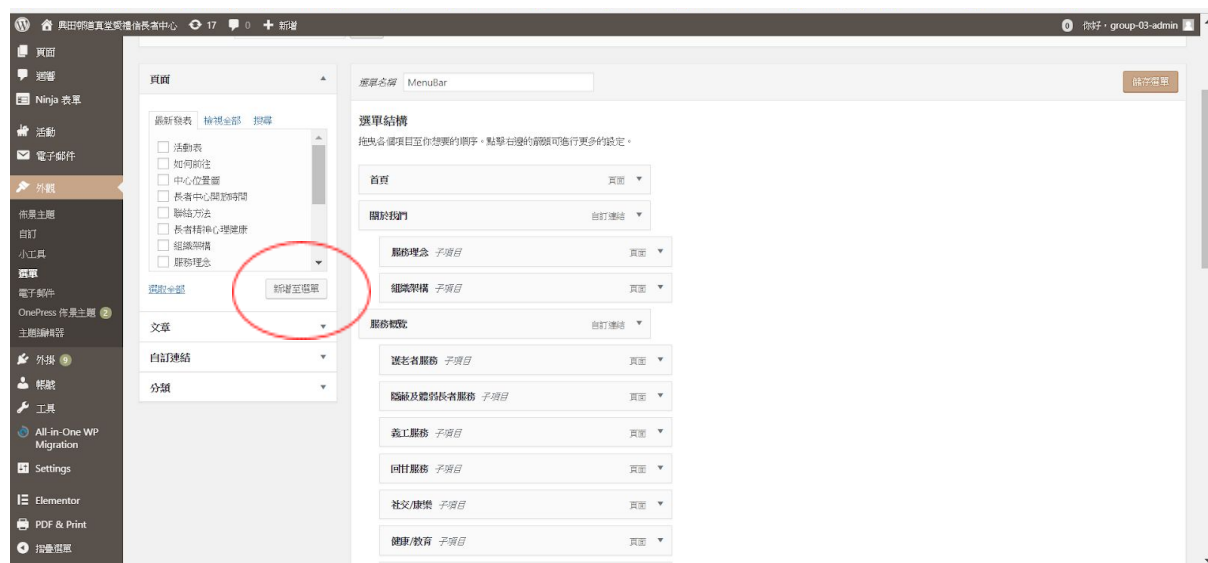 興田邨道真堂愛禮信長者中心 17 0 新增
0 你好，group-03-admin
頁面
迴響
Ninja 表單
活動
電子郵件
外觀
佈景主題
自訂
小工具
選單
電子郵件
OnePress 佈景主題 2
主題編輯器
外掛 9
帳號
工具
All-in-One WP
Migration
Settings
Elementor
PDF & Print
摺疊選單
頁面
最新發表 檢視全部 搜尋
活動表
如何前往
中心位置圖
長者中心開放時間
聯絡方法
長者精神心理健康
組織架構
服務理念
選取全部 新增至選單
文章
自訂連結
分類
選單名稱 MenuBar
儲存選單
選單結構
拖曳各個項目至你想要的順序。點擊右邊的箭頭可進行更多的設定。
首頁 頁面
關於我們 自訂連結
服務理念 子項目 頁面
組織架構 子項目 頁面
服務概覽 自訂連結
護老者服務 子項目 頁面
隱蔽及體弱長者服務 子項目 頁面
義工服務 子項目 頁面
回甘服務 子項目 頁面
社交/康樂 子項目 頁面
健康/教育 子項目 頁面